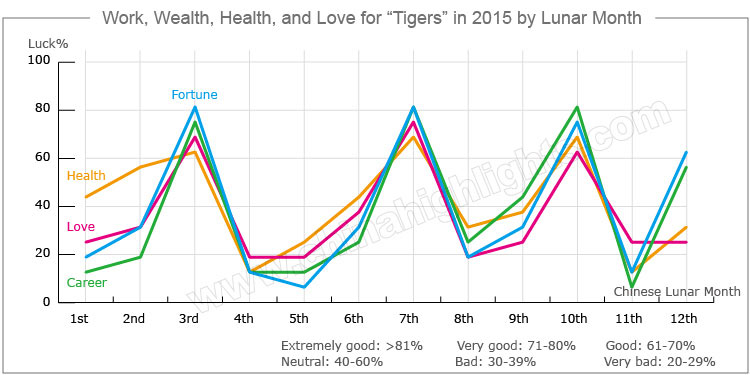 Work, Wealth, Health, and Love for “Tigers” in 2015 by Lunar Month
Luck%
100
80
60
40
20
0
Fortune
Health
Love
Career
www.chinahighlights.com
Chinese Lunar Month
1st 2nd 3rd 4th 5th 6th 7th 8th 9th 10th 11th 12th
Extremely good: >81% Very good: 71-80% Good: 61-70%
Neutral: 40-60% Bad: 30-39% Very bad: 20-29%